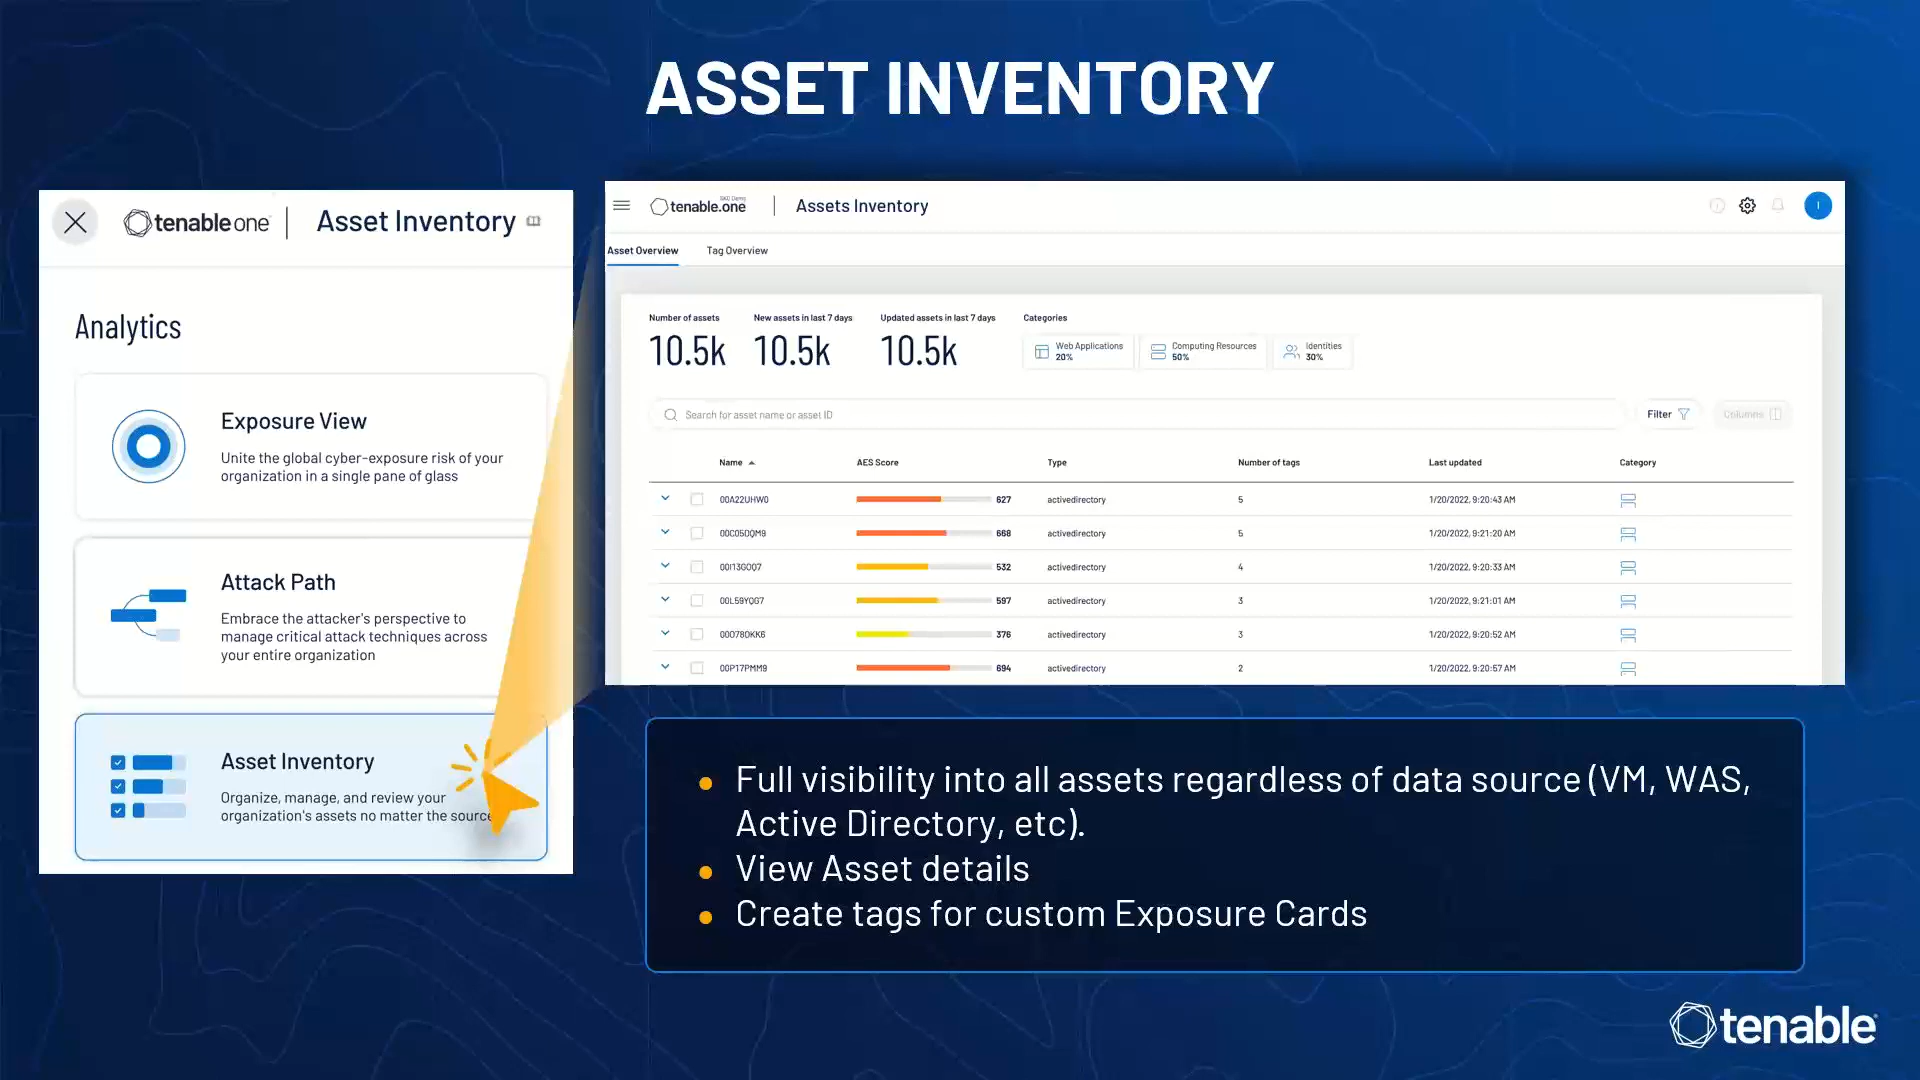 ASSET INVENTORY
tenable one | Asset Inventory
Analytics
Exposure View
Unite the global cyber-exposure risk of your
organization in a single pane of glass
Attack Path
Embrace the attacker's perspective to
manage critical attack techniques across
your entire organization
Asset Inventory
Organize, manage, and review your
organization's assets no matter the source
tenable.one | Assets Inventory
Asset Overview Tag Overview
Number of assets New assets in last 7 days Updated assets in last 7 days Categories
10.5k 10.5k 10.5k
Web Applications Computing Resources Identities
20% 50% 30%
Search for asset name or asset ID Filter Columns
Name AES Score Type Number of tags Last updated Category
00A22UHW0 627 activedirectory 5 1/20/2022, 9:20:43 AM
00C05DQM9 668 activedirectory 5 1/20/2022, 9:21:20 AM
00I13GOQ7 532 activedirectory 4 1/20/2022, 9:20:33 AM
00L59YQG7 597 activedirectory 3 1/20/2022, 9:21:01 AM
00O78OKK6 376 activedirectory 3 1/20/2022, 9:20:52 AM
00P17PMM9 694 activedirectory 2 1/20/2022, 9:20:57 AM
• Full visibility into all assets regardless of data source (VM, WAS,
Active Directory, etc).
• View Asset details
• Create tags for custom Exposure Cards
tenable